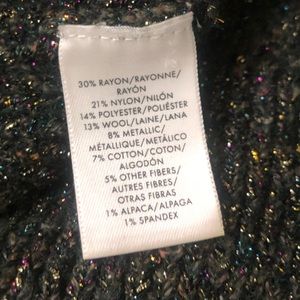 30% RAYON/RAYONNE/
RAYÓN
21% NYLON/NILÓN
14% POLYESTER/POLIÉSTER
13% WOOL/LAINE/LANA
8% METALLIC/
MÉTALLIQUE/METÁLICO
7% COTTON/COTON/
ALGODÓN
5% OTHER FIBERS/
AUTRES FIBRES/
OTRAS FIBRAS
1% ALPACA/ALPAGA
1% SPANDEX